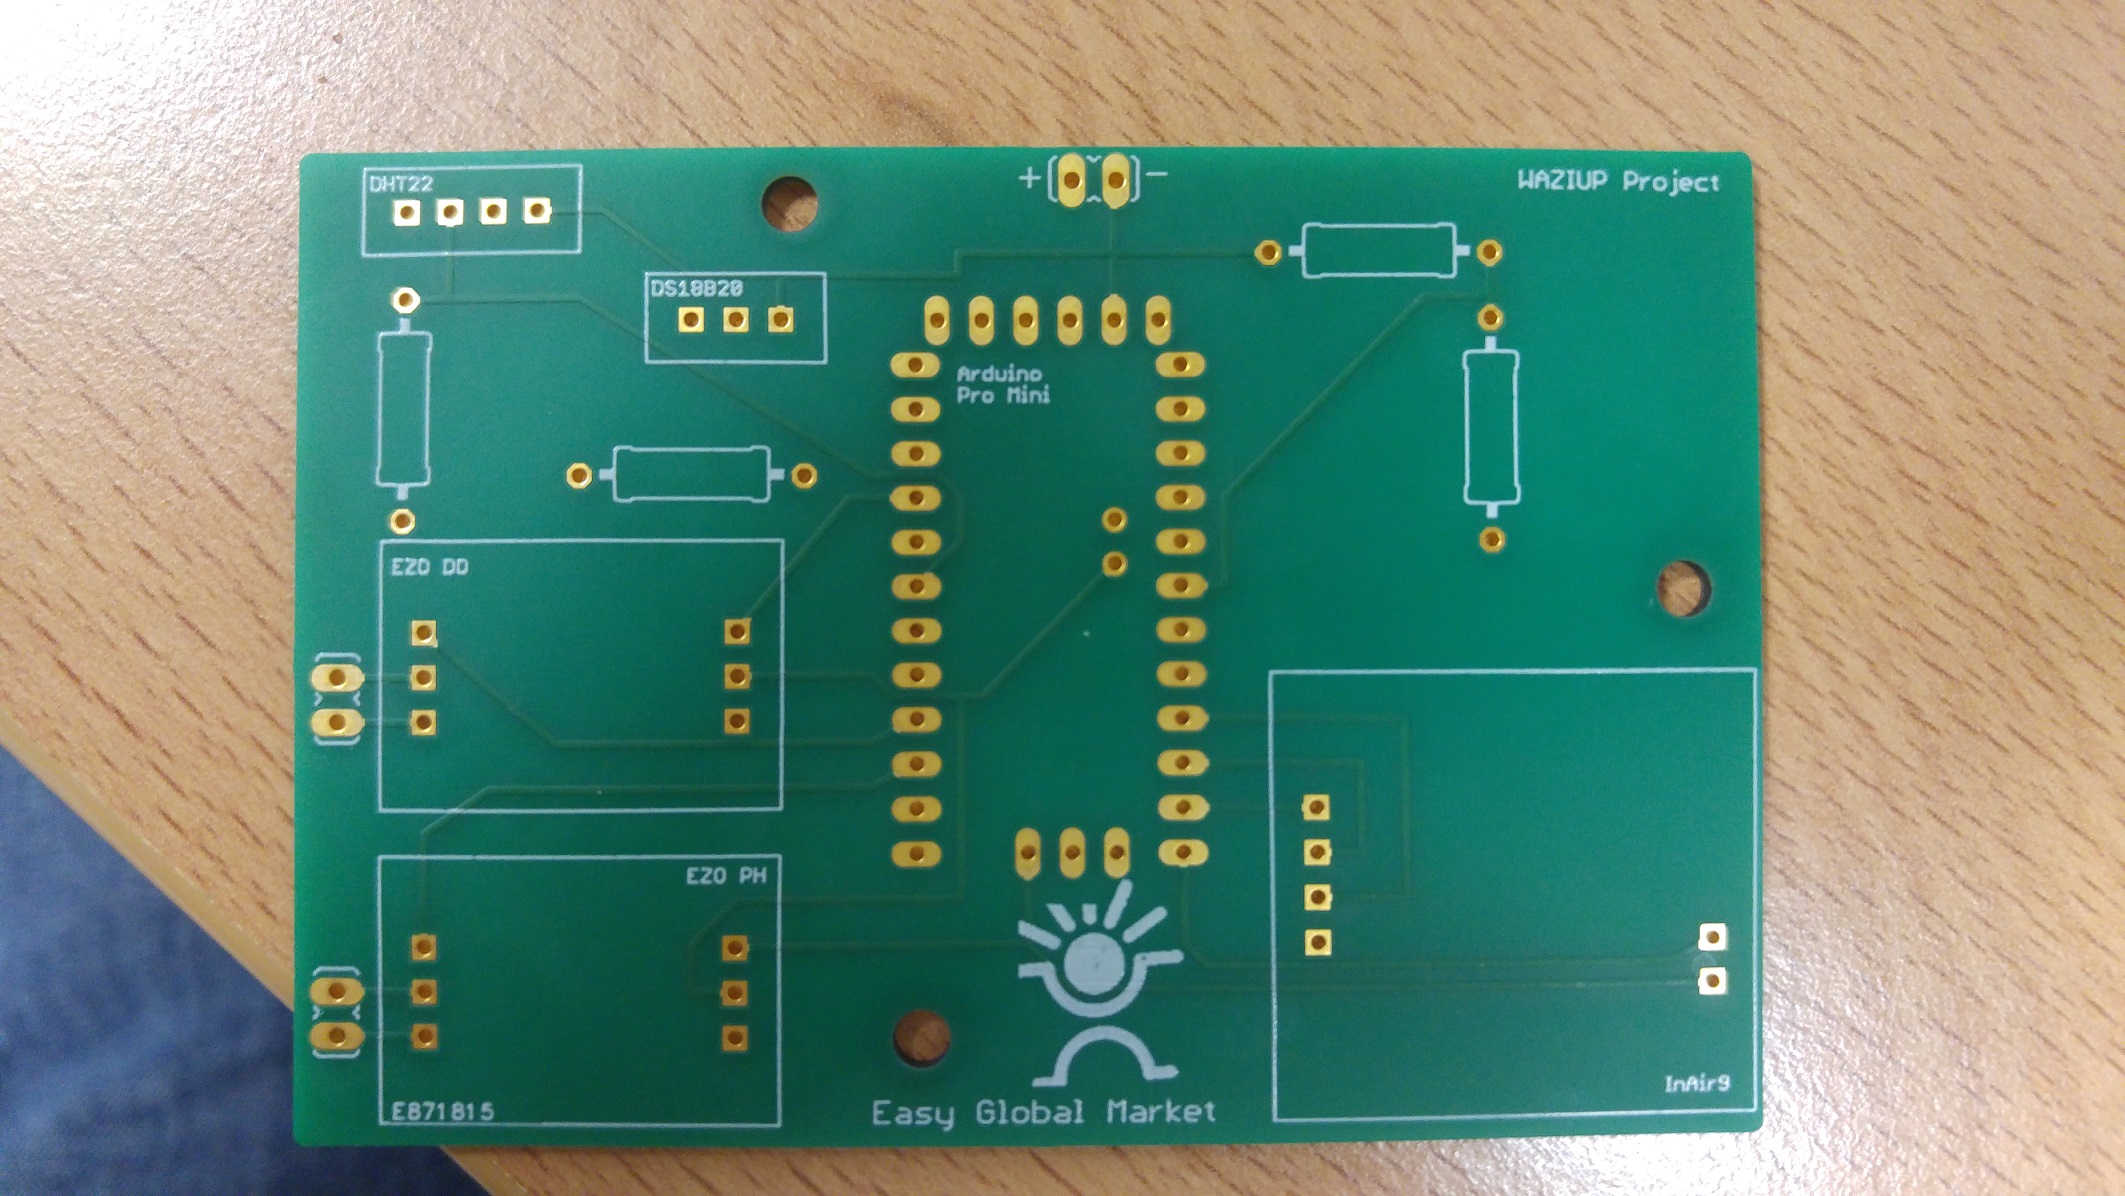 DHT22
+ -
WAZIUP Project
DS18B20
Arduino
Pro Mini
EZO DO
EZO PH
E871815
InAir9
Easy Global Market